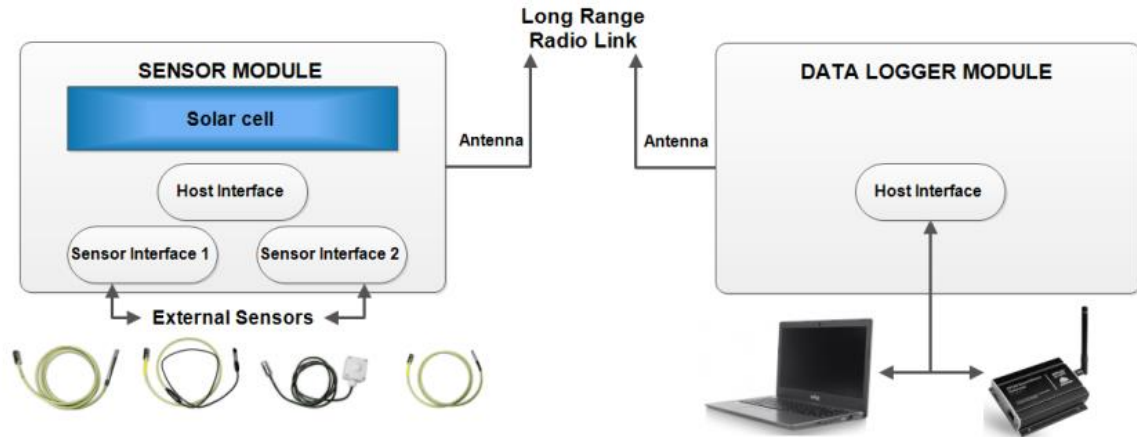 Long Range
Radio Link
SENSOR MODULE
Solar cell
Host Interface
Sensor Interface 1
Sensor Interface 2
External Sensors
Antenna
Antenna
DATA LOGGER MODULE
Host Interface